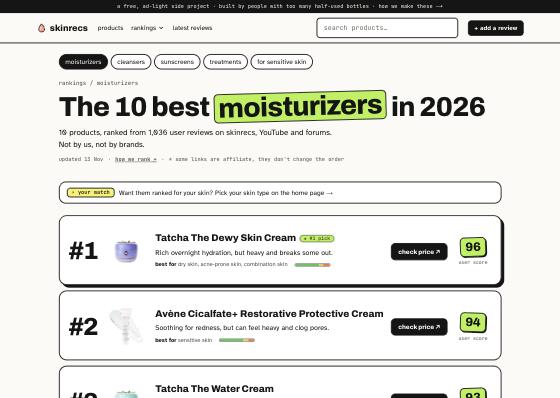 a free, ad-light side project · built by people with too many half-used bottles · how we make these →
skinrecs
products
rankings
latest reviews
search products...
+ add a review
moisturizers
cleansers
sunscreens
treatments
for sensitive skin
rankings / moisturizers
The 10 best moisturizers in 2026
10 products, ranked from 1,036 user reviews on skinrecs, YouTube and forums.
Not by us, not by brands.
updated 13 Nov · how we rank · * some links are affiliate, they don't change the order
your match Want them ranked for your skin? Pick your skin type on the home page →
#1
Tatcha The Dewy Skin Cream
#1 pick
Rich overnight hydration, but heavy and breaks some out.
best for dry skin, acne-prone skin, combination skin
check price ↗
96
user score
#2
Avène Cicalfate+ Restorative Protective Cream
Soothing for redness, but can feel heavy and clog pores.
best for sensitive skin
check price ↗
94
user score
Tatcha The Water Cream